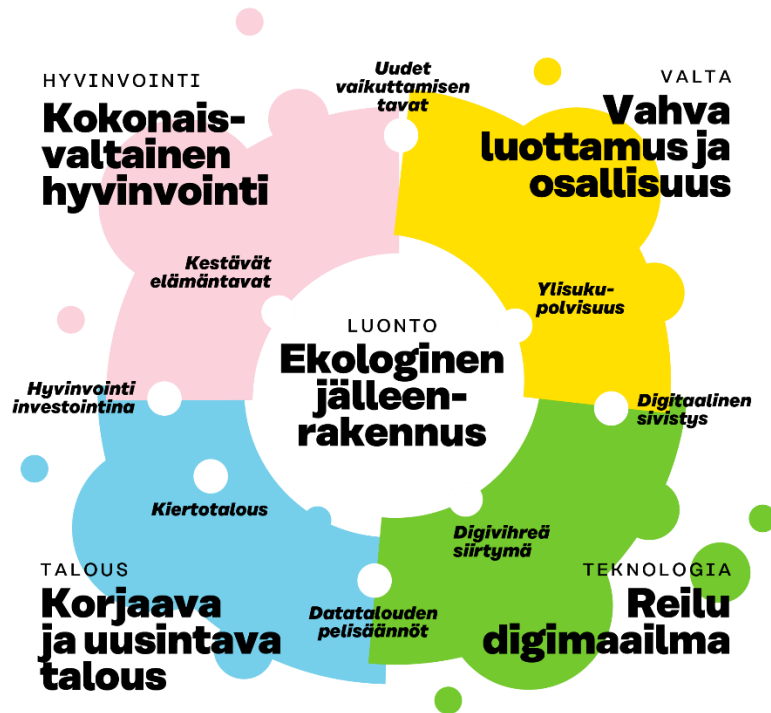 HYVINVOINTI
Kokonais-
valtainen
hyvinvointi
Uudet
vaikuttamisen
tavat
VALTA
Vahva
luottamus ja
osallisuus
Kestävät
elämäntavat
Ylisuku-
polvisuus
LUONTO
Ekologinen
jälleen-
rakennus
Hyvinvointi
investointina
Digitaalinen
sivistys
Kiertotalous
Digivihreä
siirtymä
TALOUS
Korjaava
ja uusintava
talous
Datatalouden
pelisäännöt
TEKNOLOGIA
Reilu
digimaailma